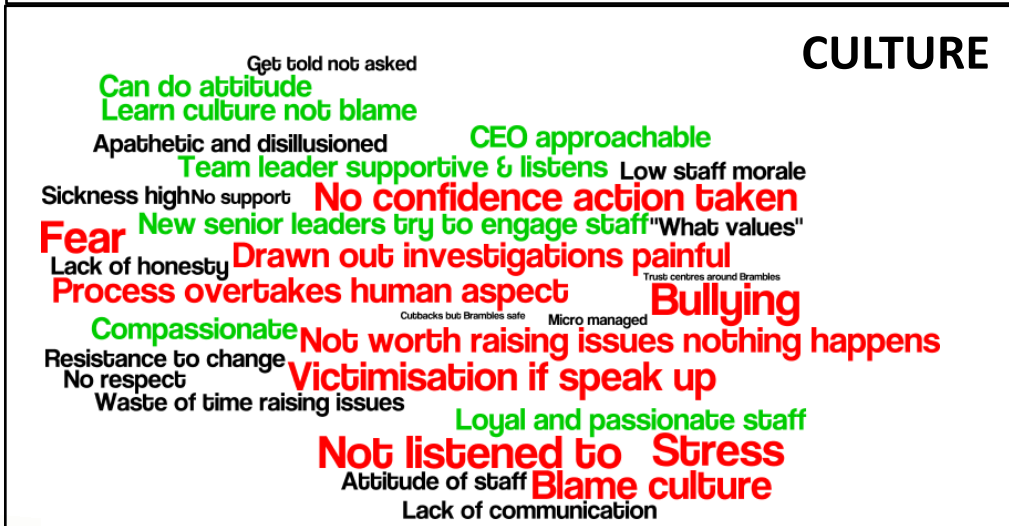 CULTURE
Get told not asked
Can do attitude
Learn culture not blame
Apathetic and disillusioned
CEO approachable
Team leader supportive & listens
Low staff morale
Sickness high
No support
No confidence action taken
New senior leaders try to engage staff
"What values"
Fear
Drawn out investigations painful
Lack of honesty
Trust centres around Brambles
Process overtakes human aspect
Bullying
Cutbacks but Brambles safe
Micro managed
Compassionate
Not worth raising issues nothing happens
Resistance to change
No respect
Victimisation if speak up
Waste of time raising issues
Loyal and passionate staff
Not listened to
Stress
Attitude of staff
Blame culture
Lack of communication